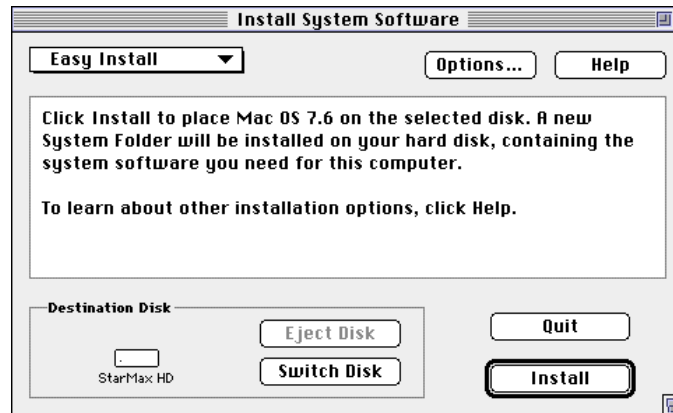 Install System Software
Easy Install
Options...
Help
Click Install to place Mac OS 7.6 on the selected disk. A new
System Folder will be installed on your hard disk, containing the
system software you need for this computer.
To learn about other installation options, click Help.
Destination Disk
Eject Disk
Quit
StarMax HD
Switch Disk
Install